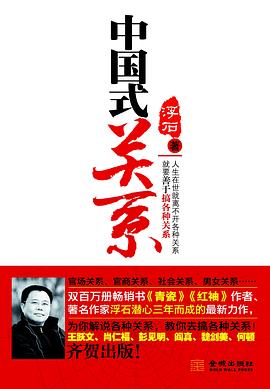 中国式
关系
浮石
著
人生在世就离不开各种关系
就要善于搞各种关系
官场关系、官商关系、社会关系、男女关系……
双百万册畅销书《青瓷》《红袖》作者、
著名作家浮石潜心三年而成的最新力作，
为你解说各种关系，教你去搞各种关系！
王跃文、肖仁福、彭见明、阎真、魏剑美、何顿
齐贺出版！
金城出版社
GOLD WALL PRESS